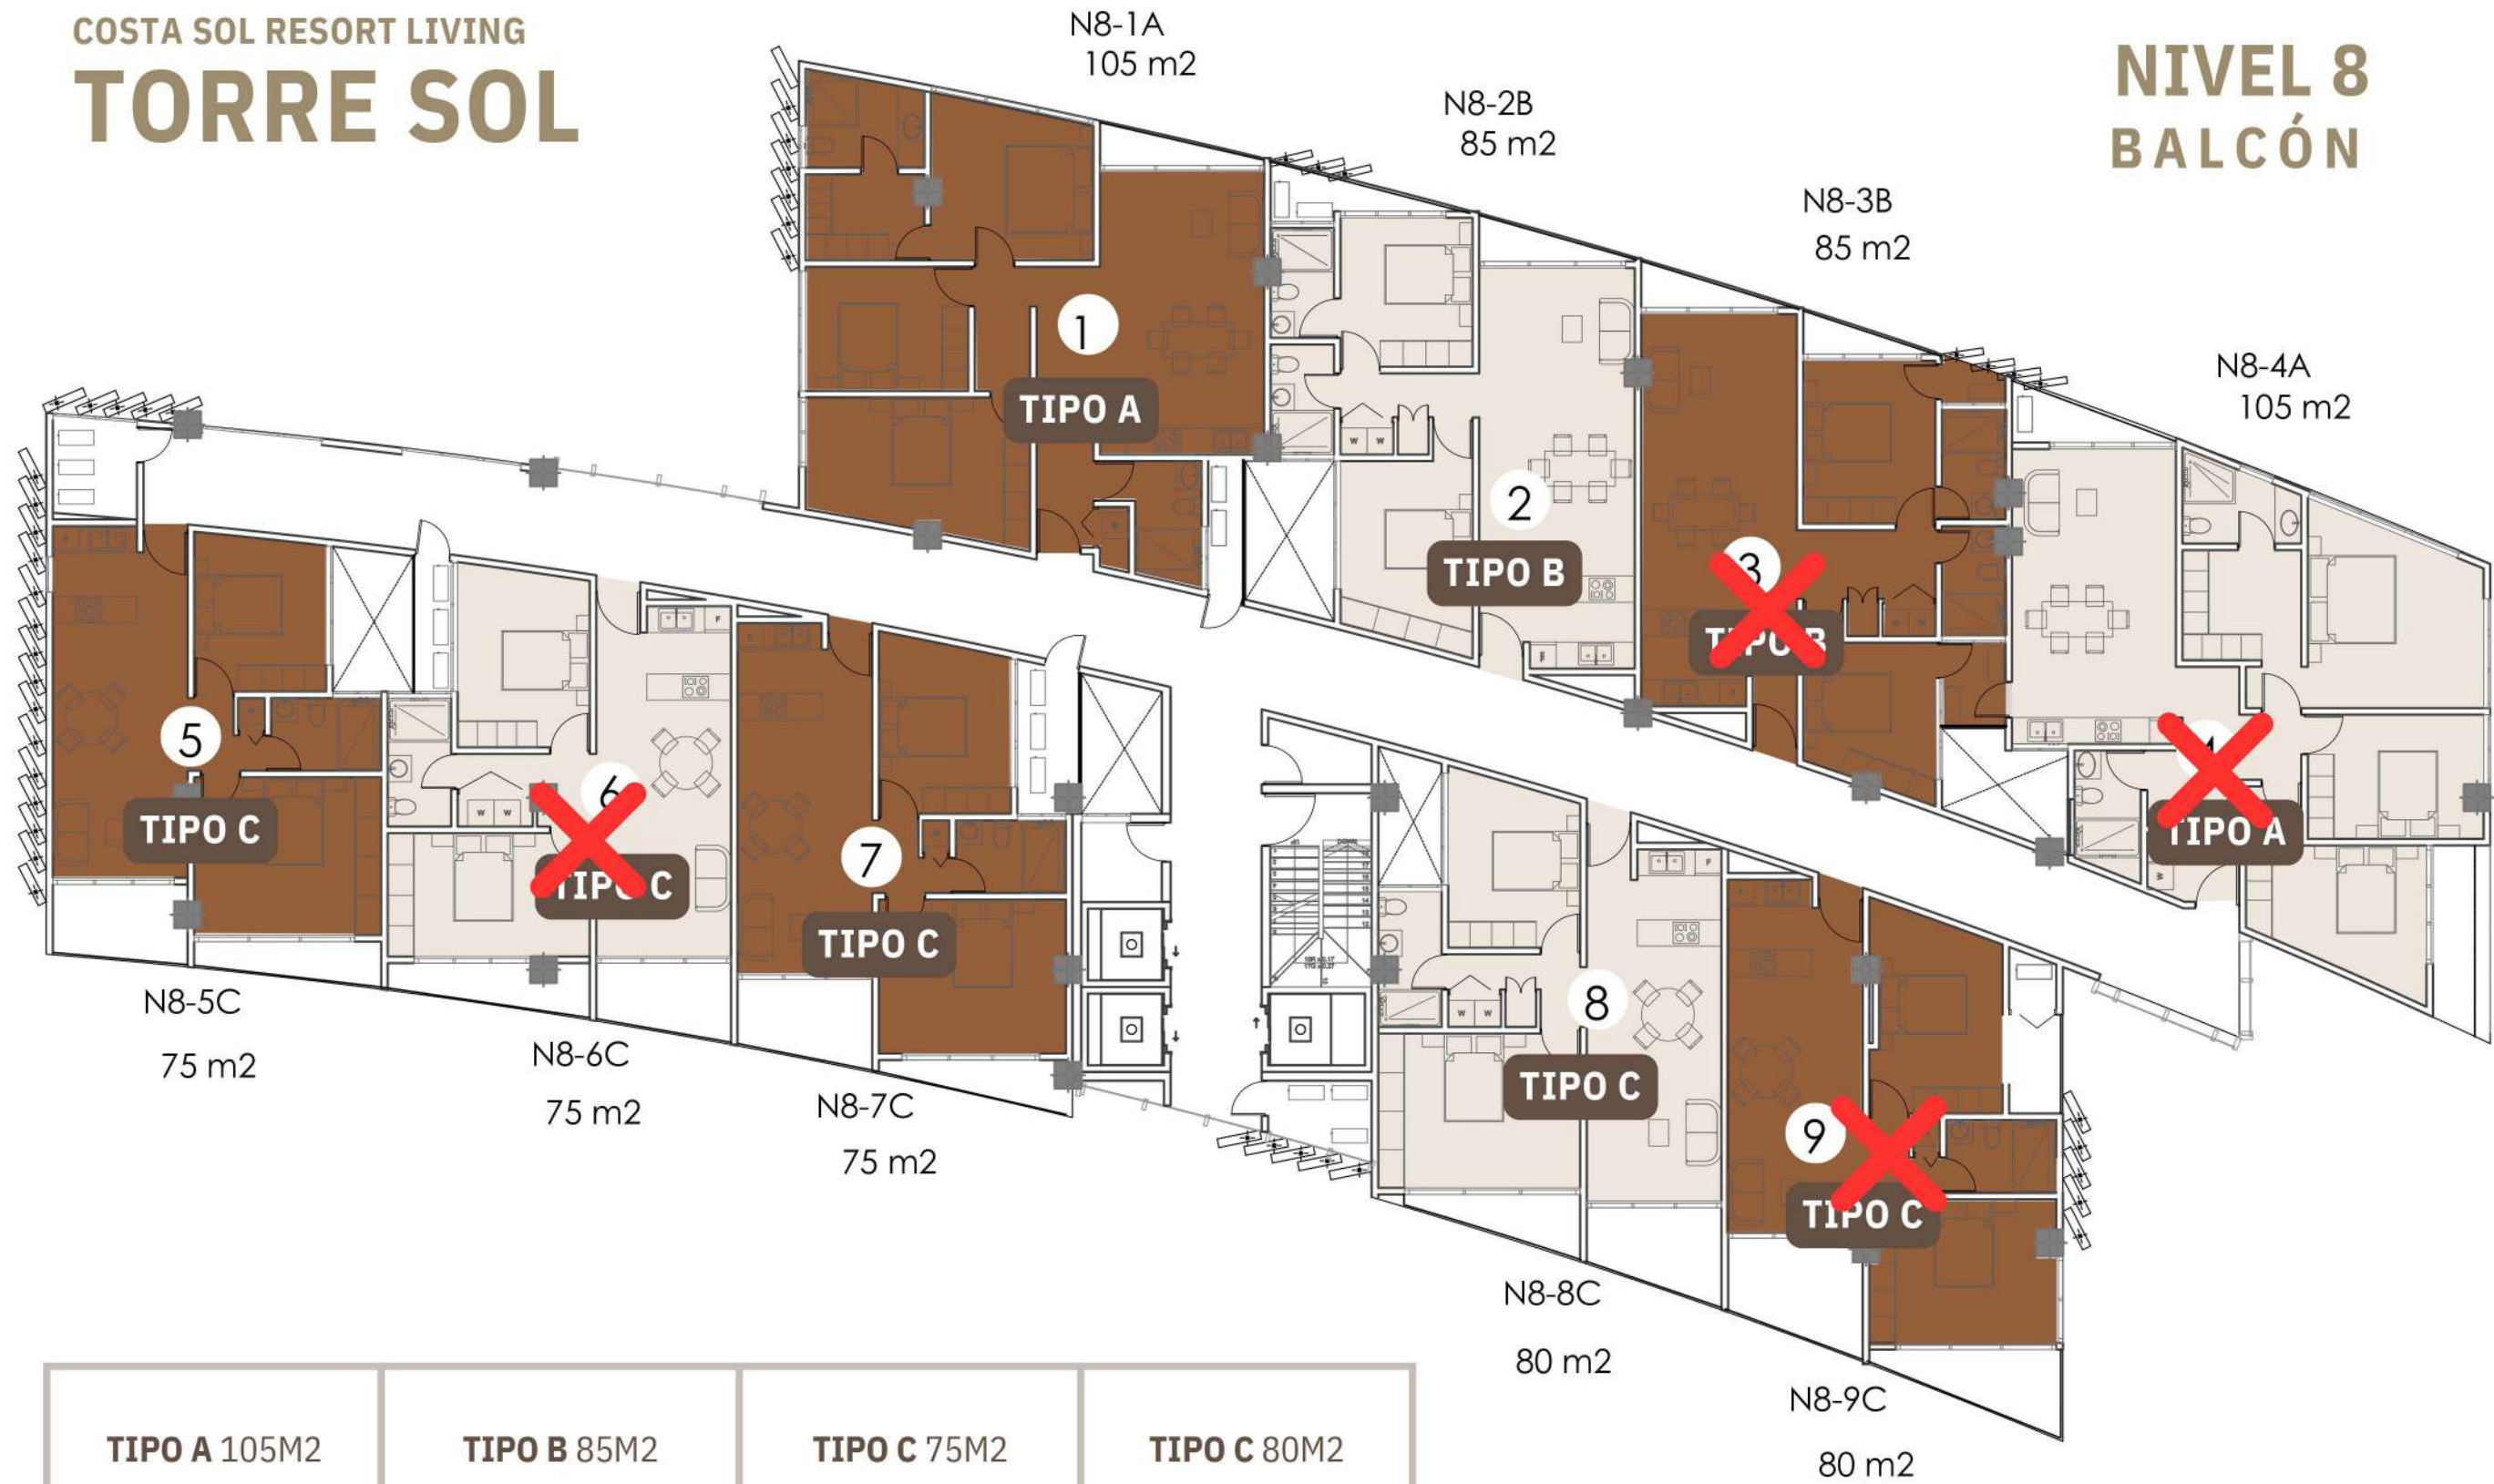 COSTA SOL RESORT LIVING
TORRE SOL
NIVEL 8
BALCÓN
N8-1A
105 m2
N8-2B
85 m2
N8-3B
85 m2
N8-4A
105 m2
1
TIPO A
2
TIPO B
3
TIPO B
TIPO A
5
TIPO C
6
TIPO C
7
TIPO C
8
TIPO C
9
TIPO C
N8-5C
75 m2
N8-6C
75 m2
N8-7C
75 m2
N8-8C
80 m2
N8-9C
80 m2
TIPO A 105M2
TIPO B 85M2
TIPO C 75M2
TIPO C 80M2